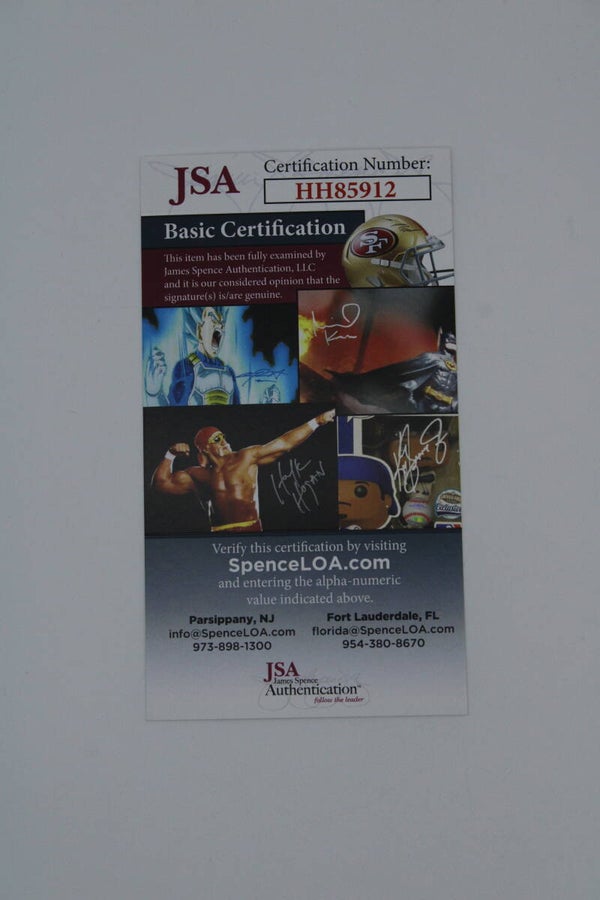 JSA
Certification Number:
HH85912
Basic Certification
This item has been fully examined by
James Spence Authentication, LLC
and it is our considered opinion that the
signature(s) is/are genuine.
SF
Hulk
Hogan
Verify this certification by visiting
SpenceLOA.com
and entering the alpha-numeric
value indicated above.
Parsippany, NJ
info@SpenceLOA.com
973-898-1300
Fort Lauderdale, FL
florida@SpenceLOA.com
954-380-8670
JSA
James Spence
Authentication
follow the leader